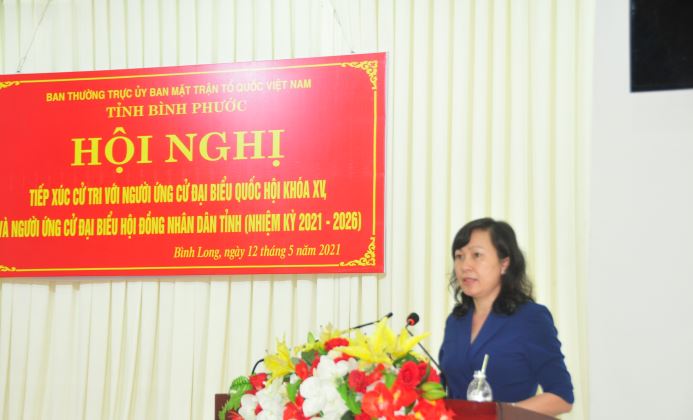 BAN THƯỜNG TRỰC ỦY BAN MẶT TRẬN TỔ QUỐC VIỆT NAM
TỈNH BÌNH PHƯỚC
HỘI NGHỊ
TIẾP XÚC CỬ TRI VỚI NGƯỜI ỨNG CỬ ĐẠI BIỂU QUỐC HỘI KHÓA XV,
VÀ NGƯỜI ỨNG CỬ ĐẠI BIỂU HỘI ĐỒNG NHÂN DÂN TỈNH (NHIỆM KỲ 2021 - 2026)
Bình Long, ngày 12 tháng 5 năm 2021